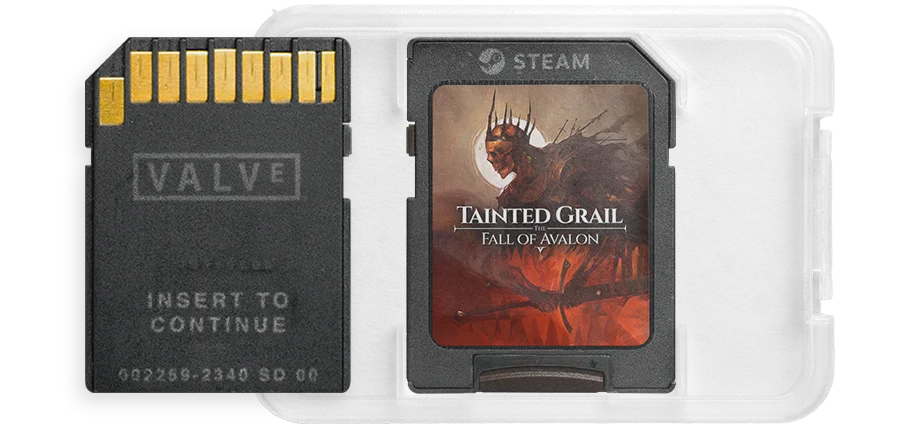 VALVE
INSERT TO
CONTINUE
002259-2340 SD 00
STEAM
TAINTED GRAIL
THE
FALL OF AVALON